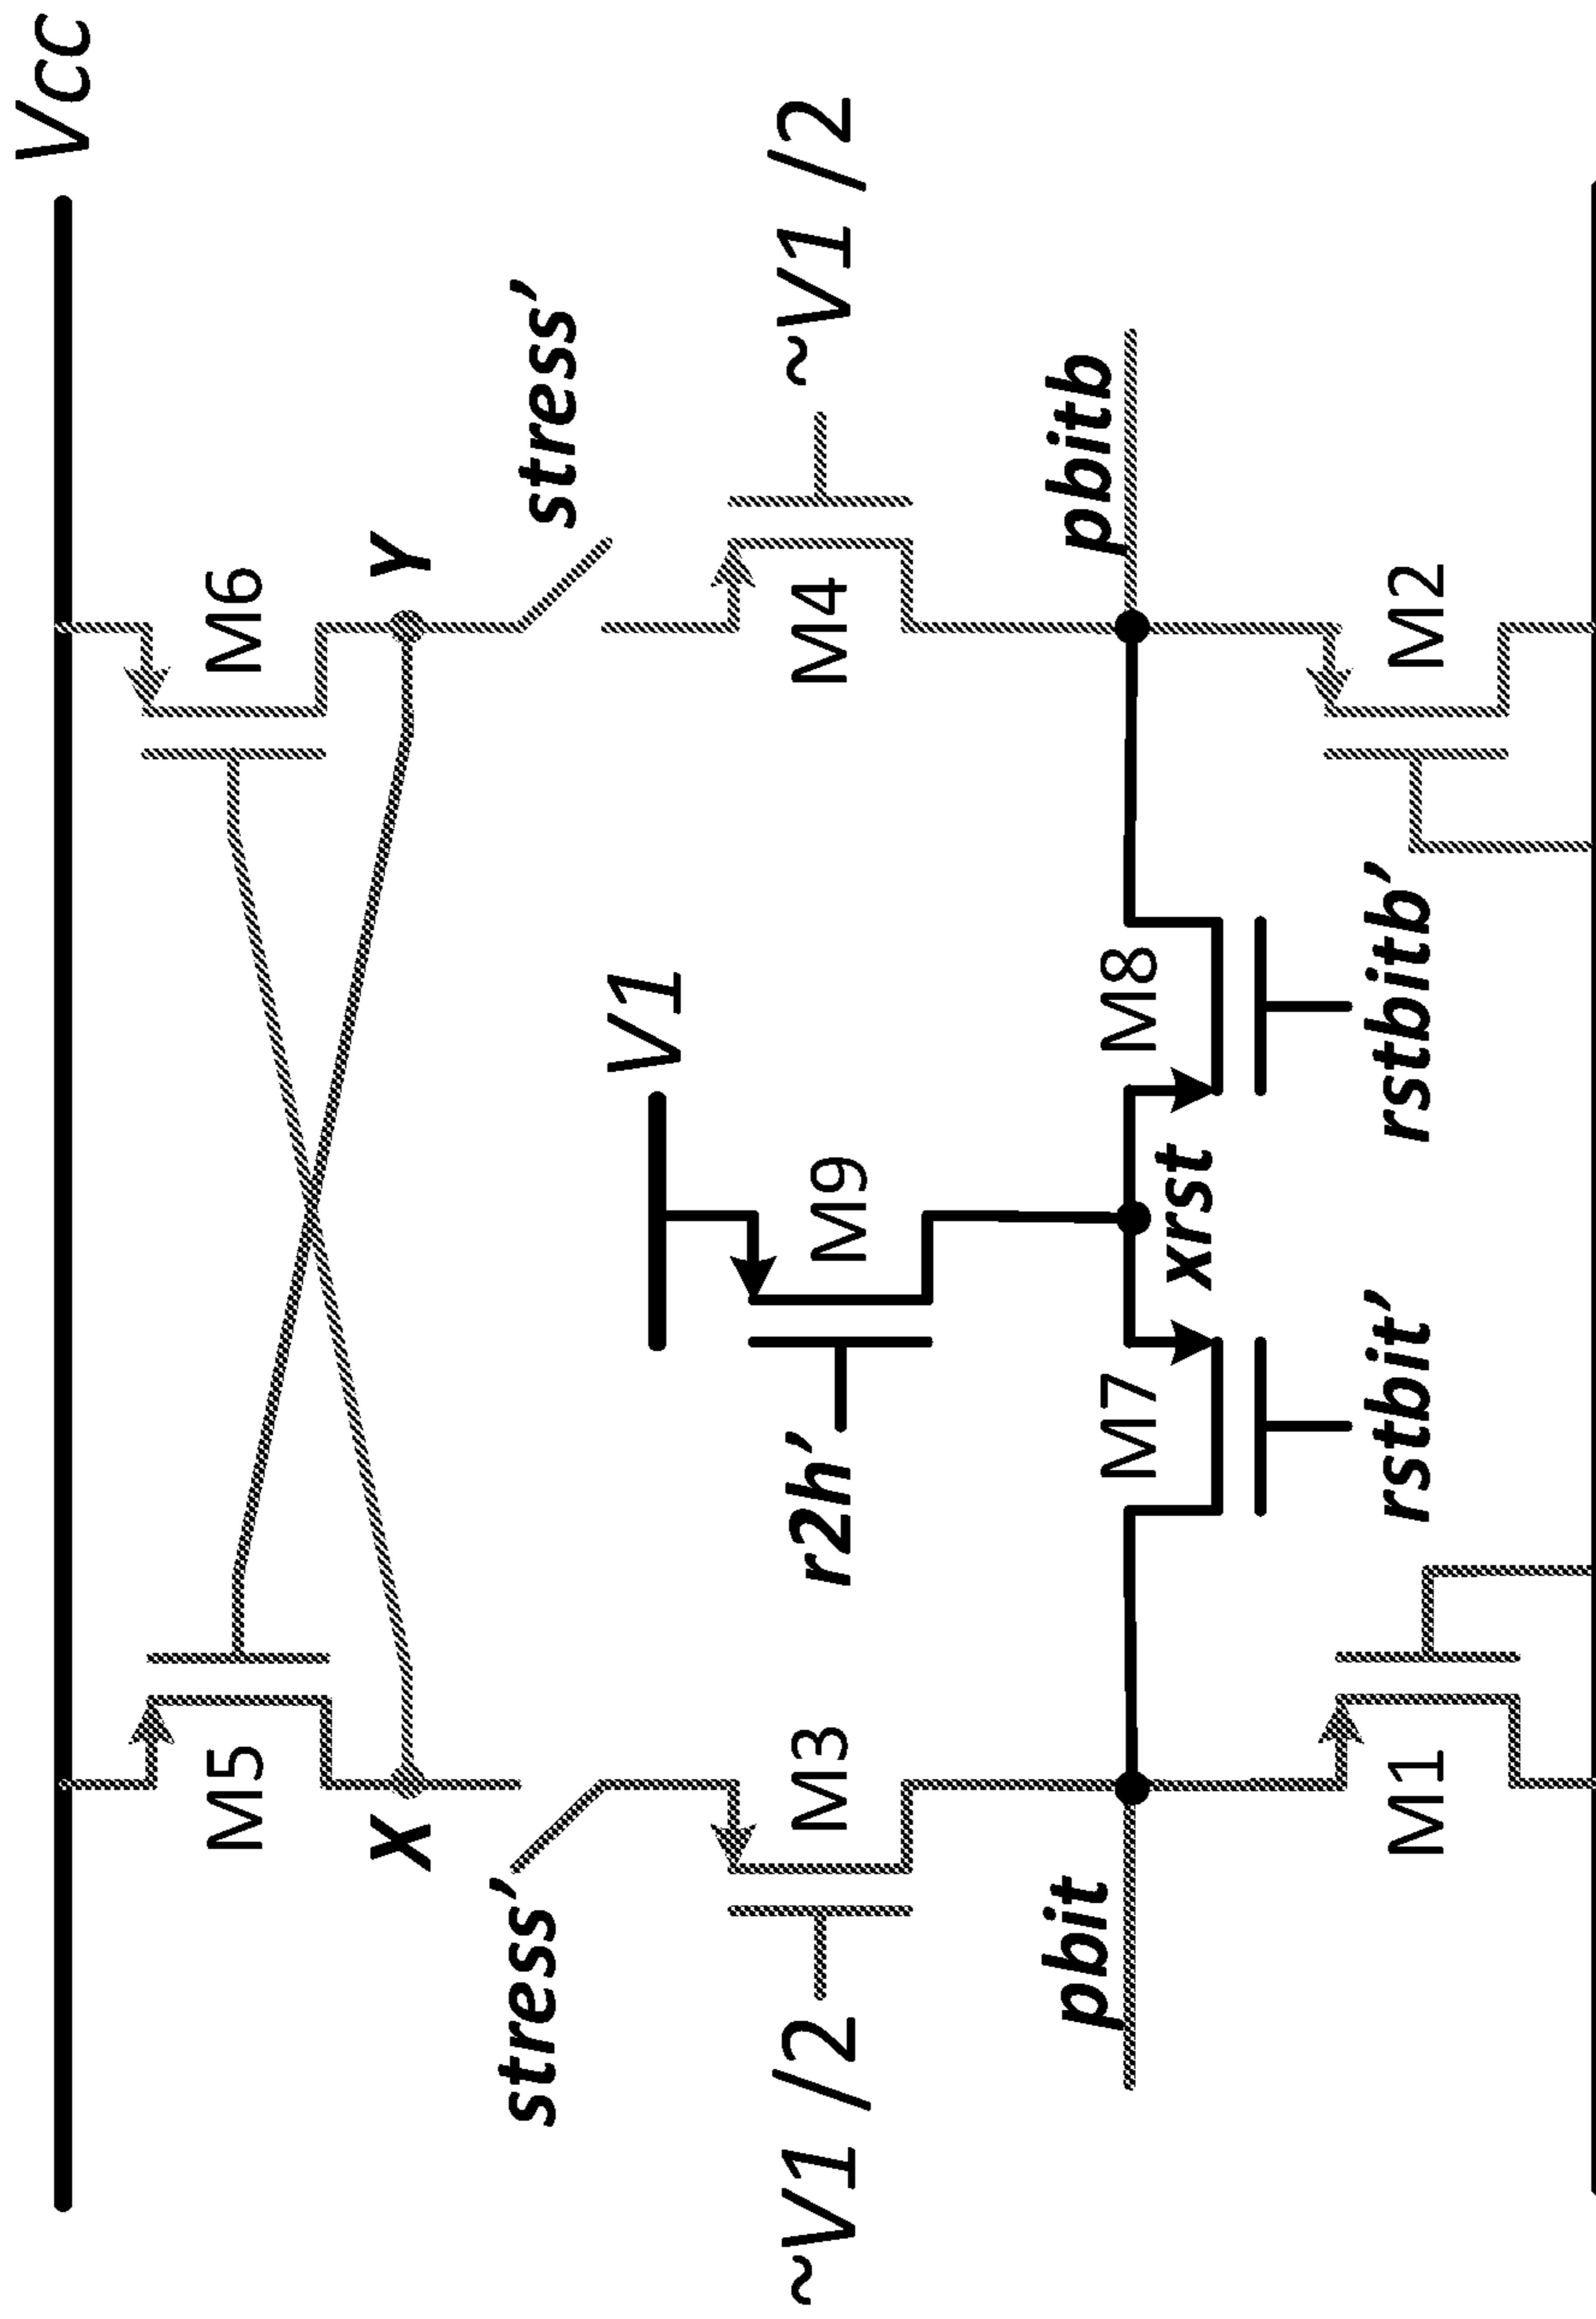 Vcc
M5
M6
X
Y
stress’
stress’
V1
~V1 /2
M3
r2h’
M9
M4
~V1 /2
pbit
M7
xrst
M8
pbitb
M1
rstbit’
rstbitb’
M2